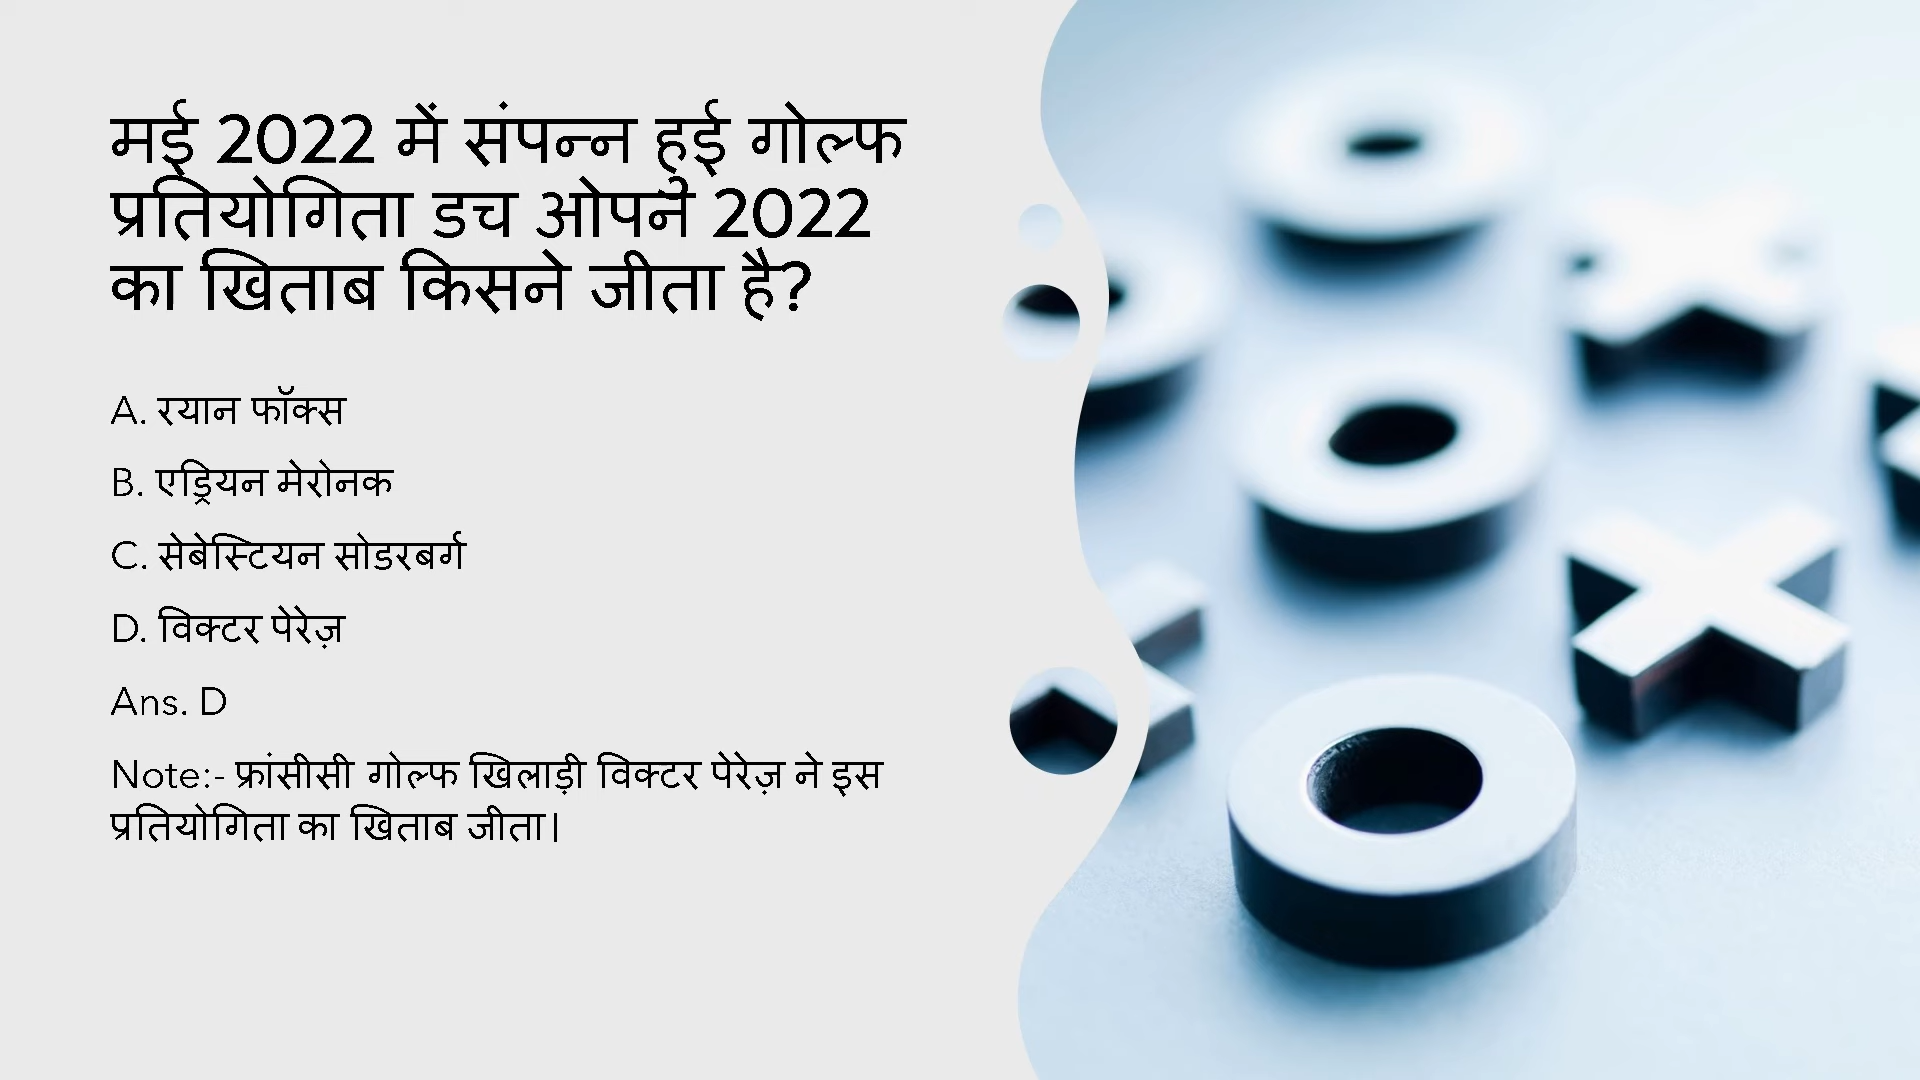 मई 2022 में संपन्न हुई गोल्फ
प्रतियोगिता डच ओपन 2022
का खिताब किसने जीता है?
A. रयान फॉक्स
B. एड्रियन मेरोनक
C. सेबेस्टियन सोडरबर्ग
D. विक्टर पेरेज़
Ans. D
Note:- फ्रांसीसी गोल्फ खिलाड़ी विक्टर पेरेज़ ने इस
प्रतियोगिता का खिताब जीता।